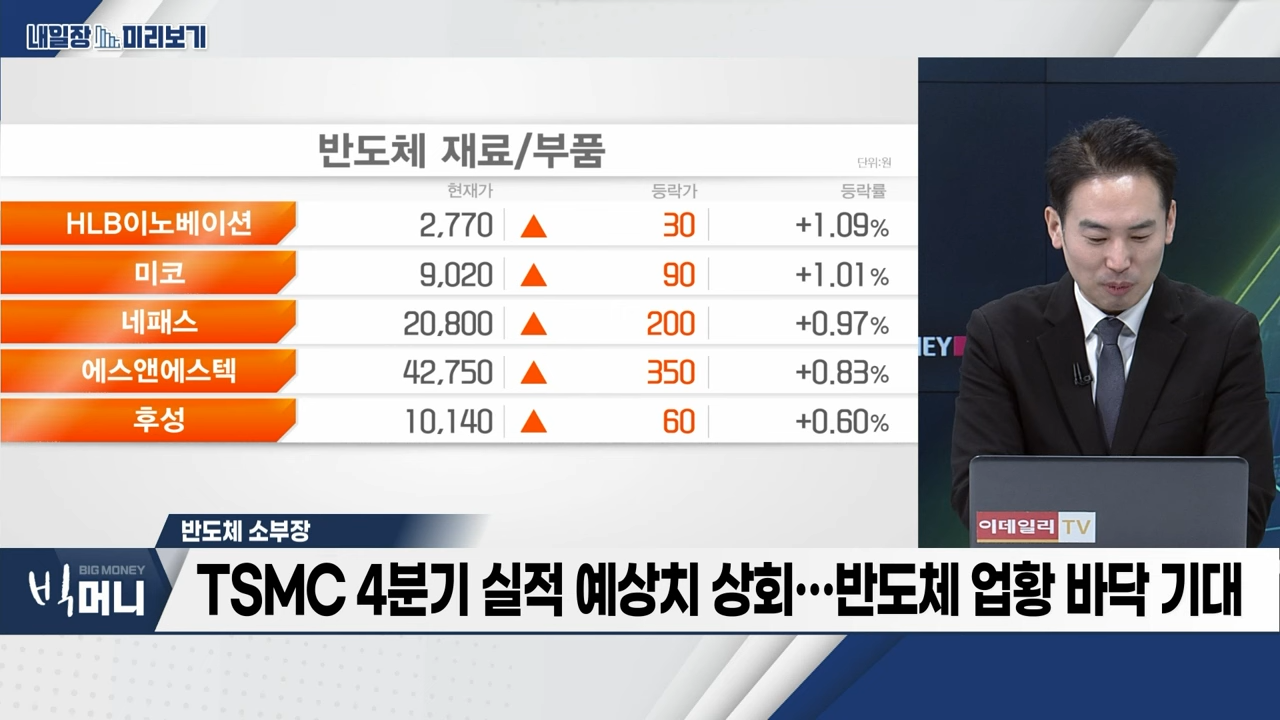 내일장 미리보기
반도체 재료/부품
단위:원
현재가 등락가 등락률
HLB이노베이션 2,770 ▲ 30 +1.09%
미코 9,020 ▲ 90 +1.01%
네패스 20,800 ▲ 200 +0.97%
에스앤에스텍 42,750 ▲ 350 +0.83%
후성 10,140 ▲ 60 +0.60%
NEY
이데일리 TV
반도체 소부장
BIG MONEY
빅머니
TSMC 4분기 실적 예상치 상회…반도체 업황 바닥 기대